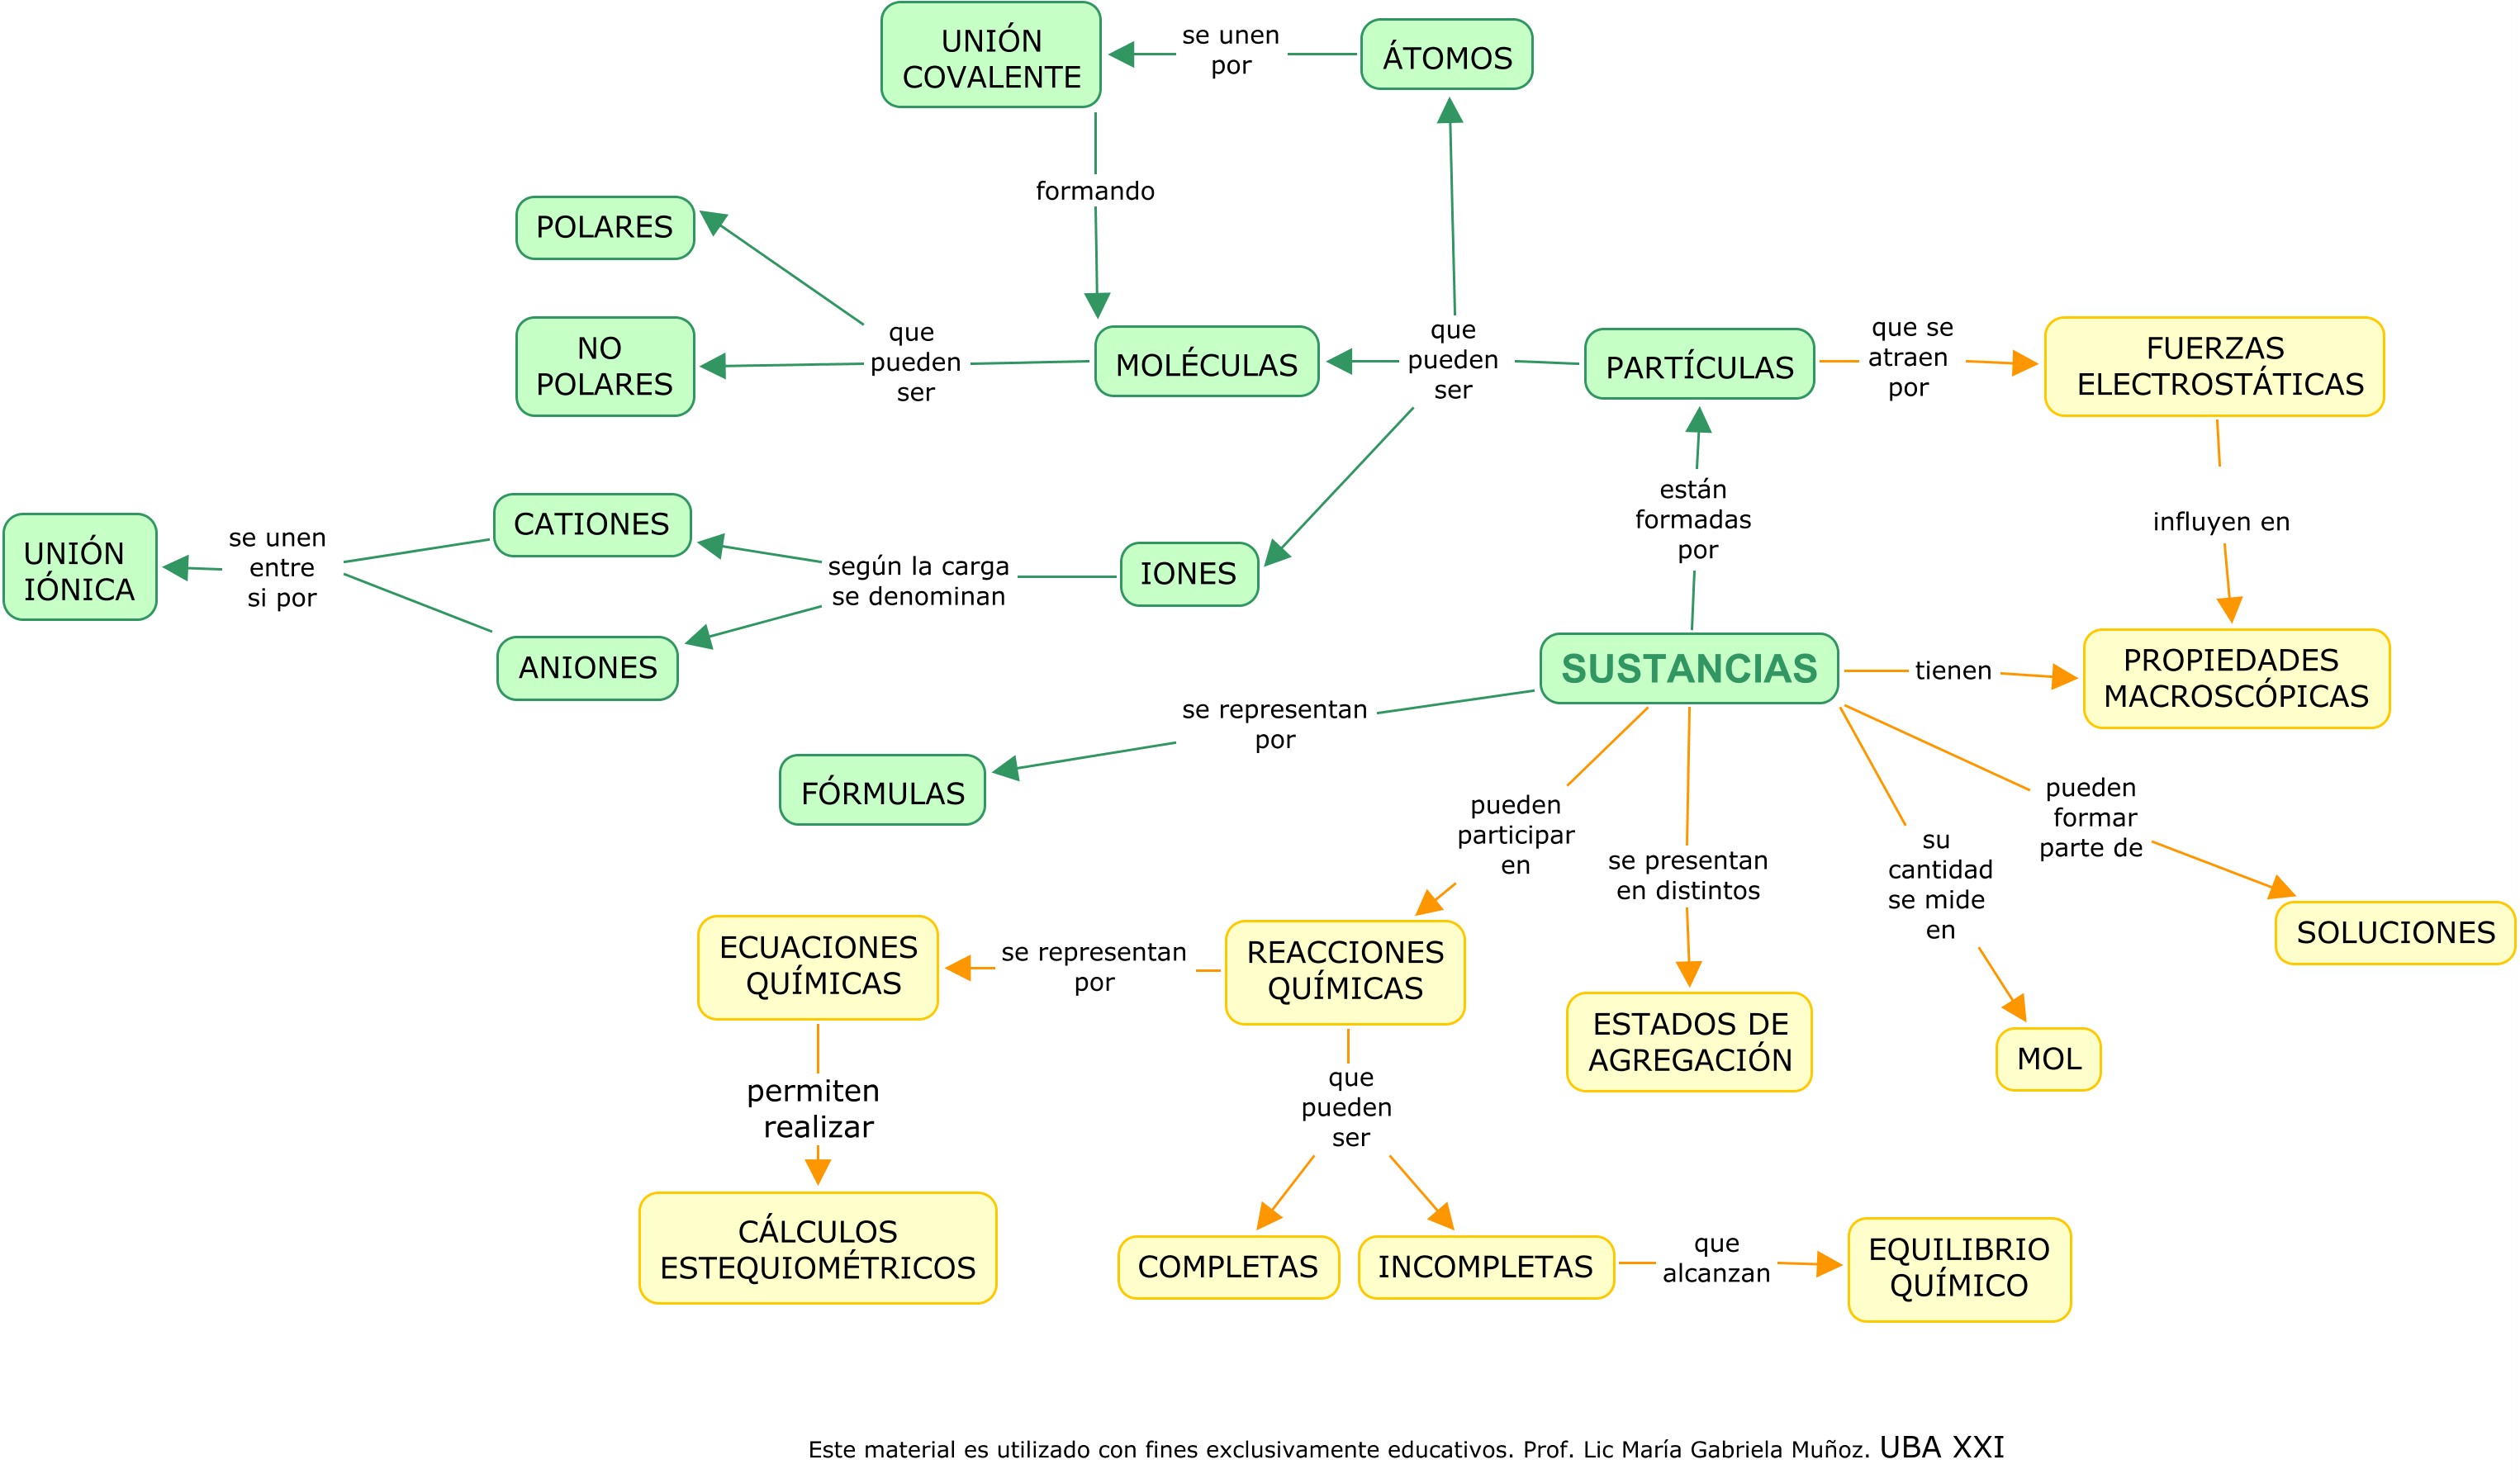 UNIÓN
COVALENTE
se unen
por
ÁTOMOS
formando
POLARES
NO
POLARES
que
pueden
ser
MOLÉCULAS
que
pueden
ser
PARTÍCULAS
que se
atraen
por
FUERZAS
ELECTROSTÁTICAS
influyen en
están
formadas
por
UNIÓN
IÓNICA
se unen
entre
si por
CATIONES
ANIONES
según la carga
se denominan
IONES
SUSTANCIAS
tienen
PROPIEDADES
MACROSCÓPICAS
se representan
por
FÓRMULAS
pueden
participar
en
se presentan
en distintos
su
cantidad
se mide
en
pueden
formar
parte de
SOLUCIONES
ECUACIONES
QUÍMICAS
se representan
por
REACCIONES
QUÍMICAS
ESTADOS DE
AGREGACIÓN
MOL
permiten
realizar
que
pueden
ser
CÁLCULOS
ESTEQUIOMÉTRICOS
COMPLETAS
INCOMPLETAS
que
alcanzan
EQUILIBRIO
QUÍMICO
Este material es utilizado con fines exclusivamente educativos. Prof. Lic María Gabriela Muñoz. UBA XXI